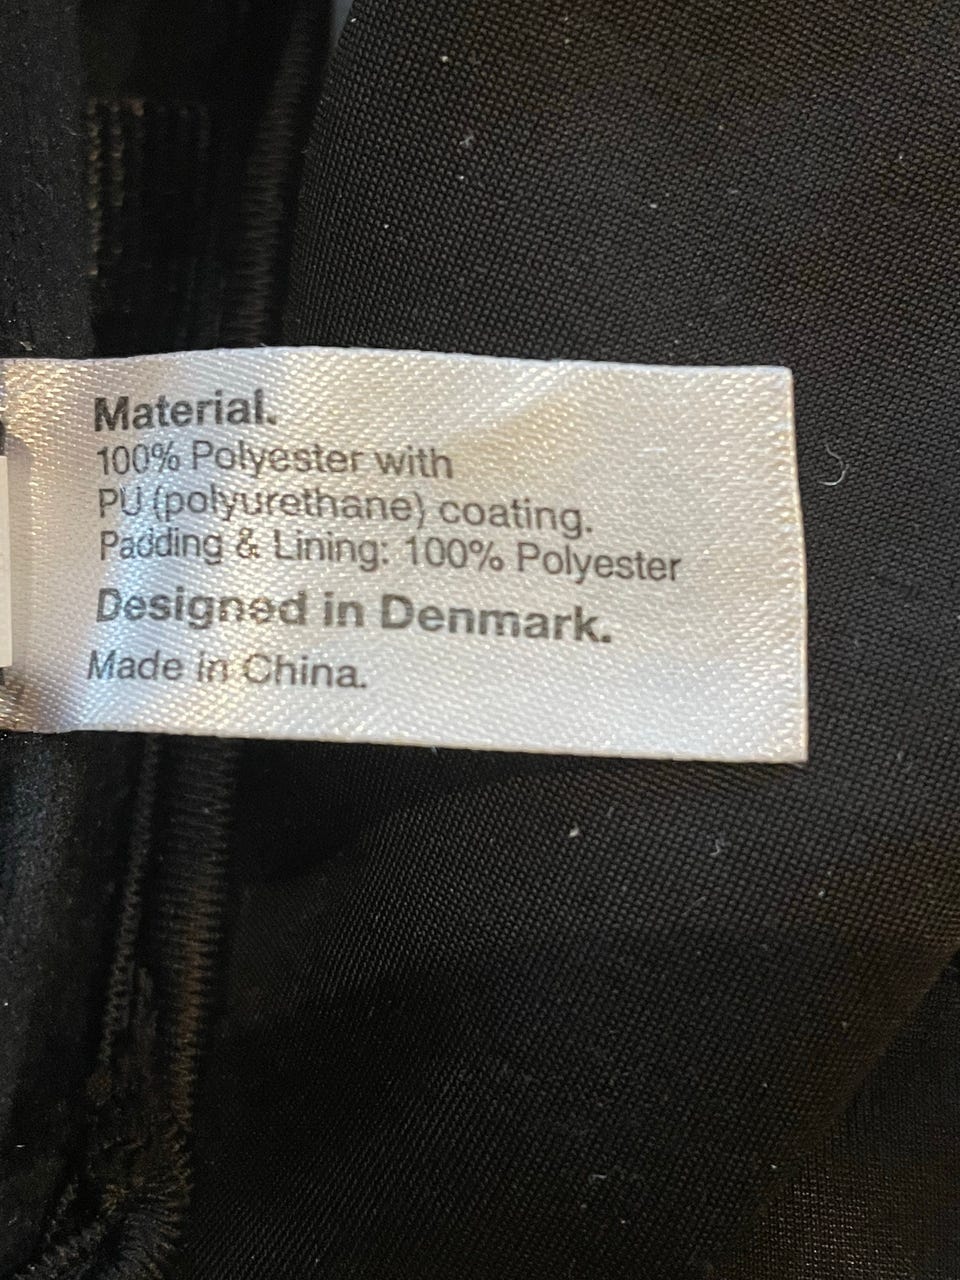 Material.
100% Polyester with
PU (polyurethane) coating.
Padding & Lining: 100% Polyester
Designed in Denmark.
Made in China.